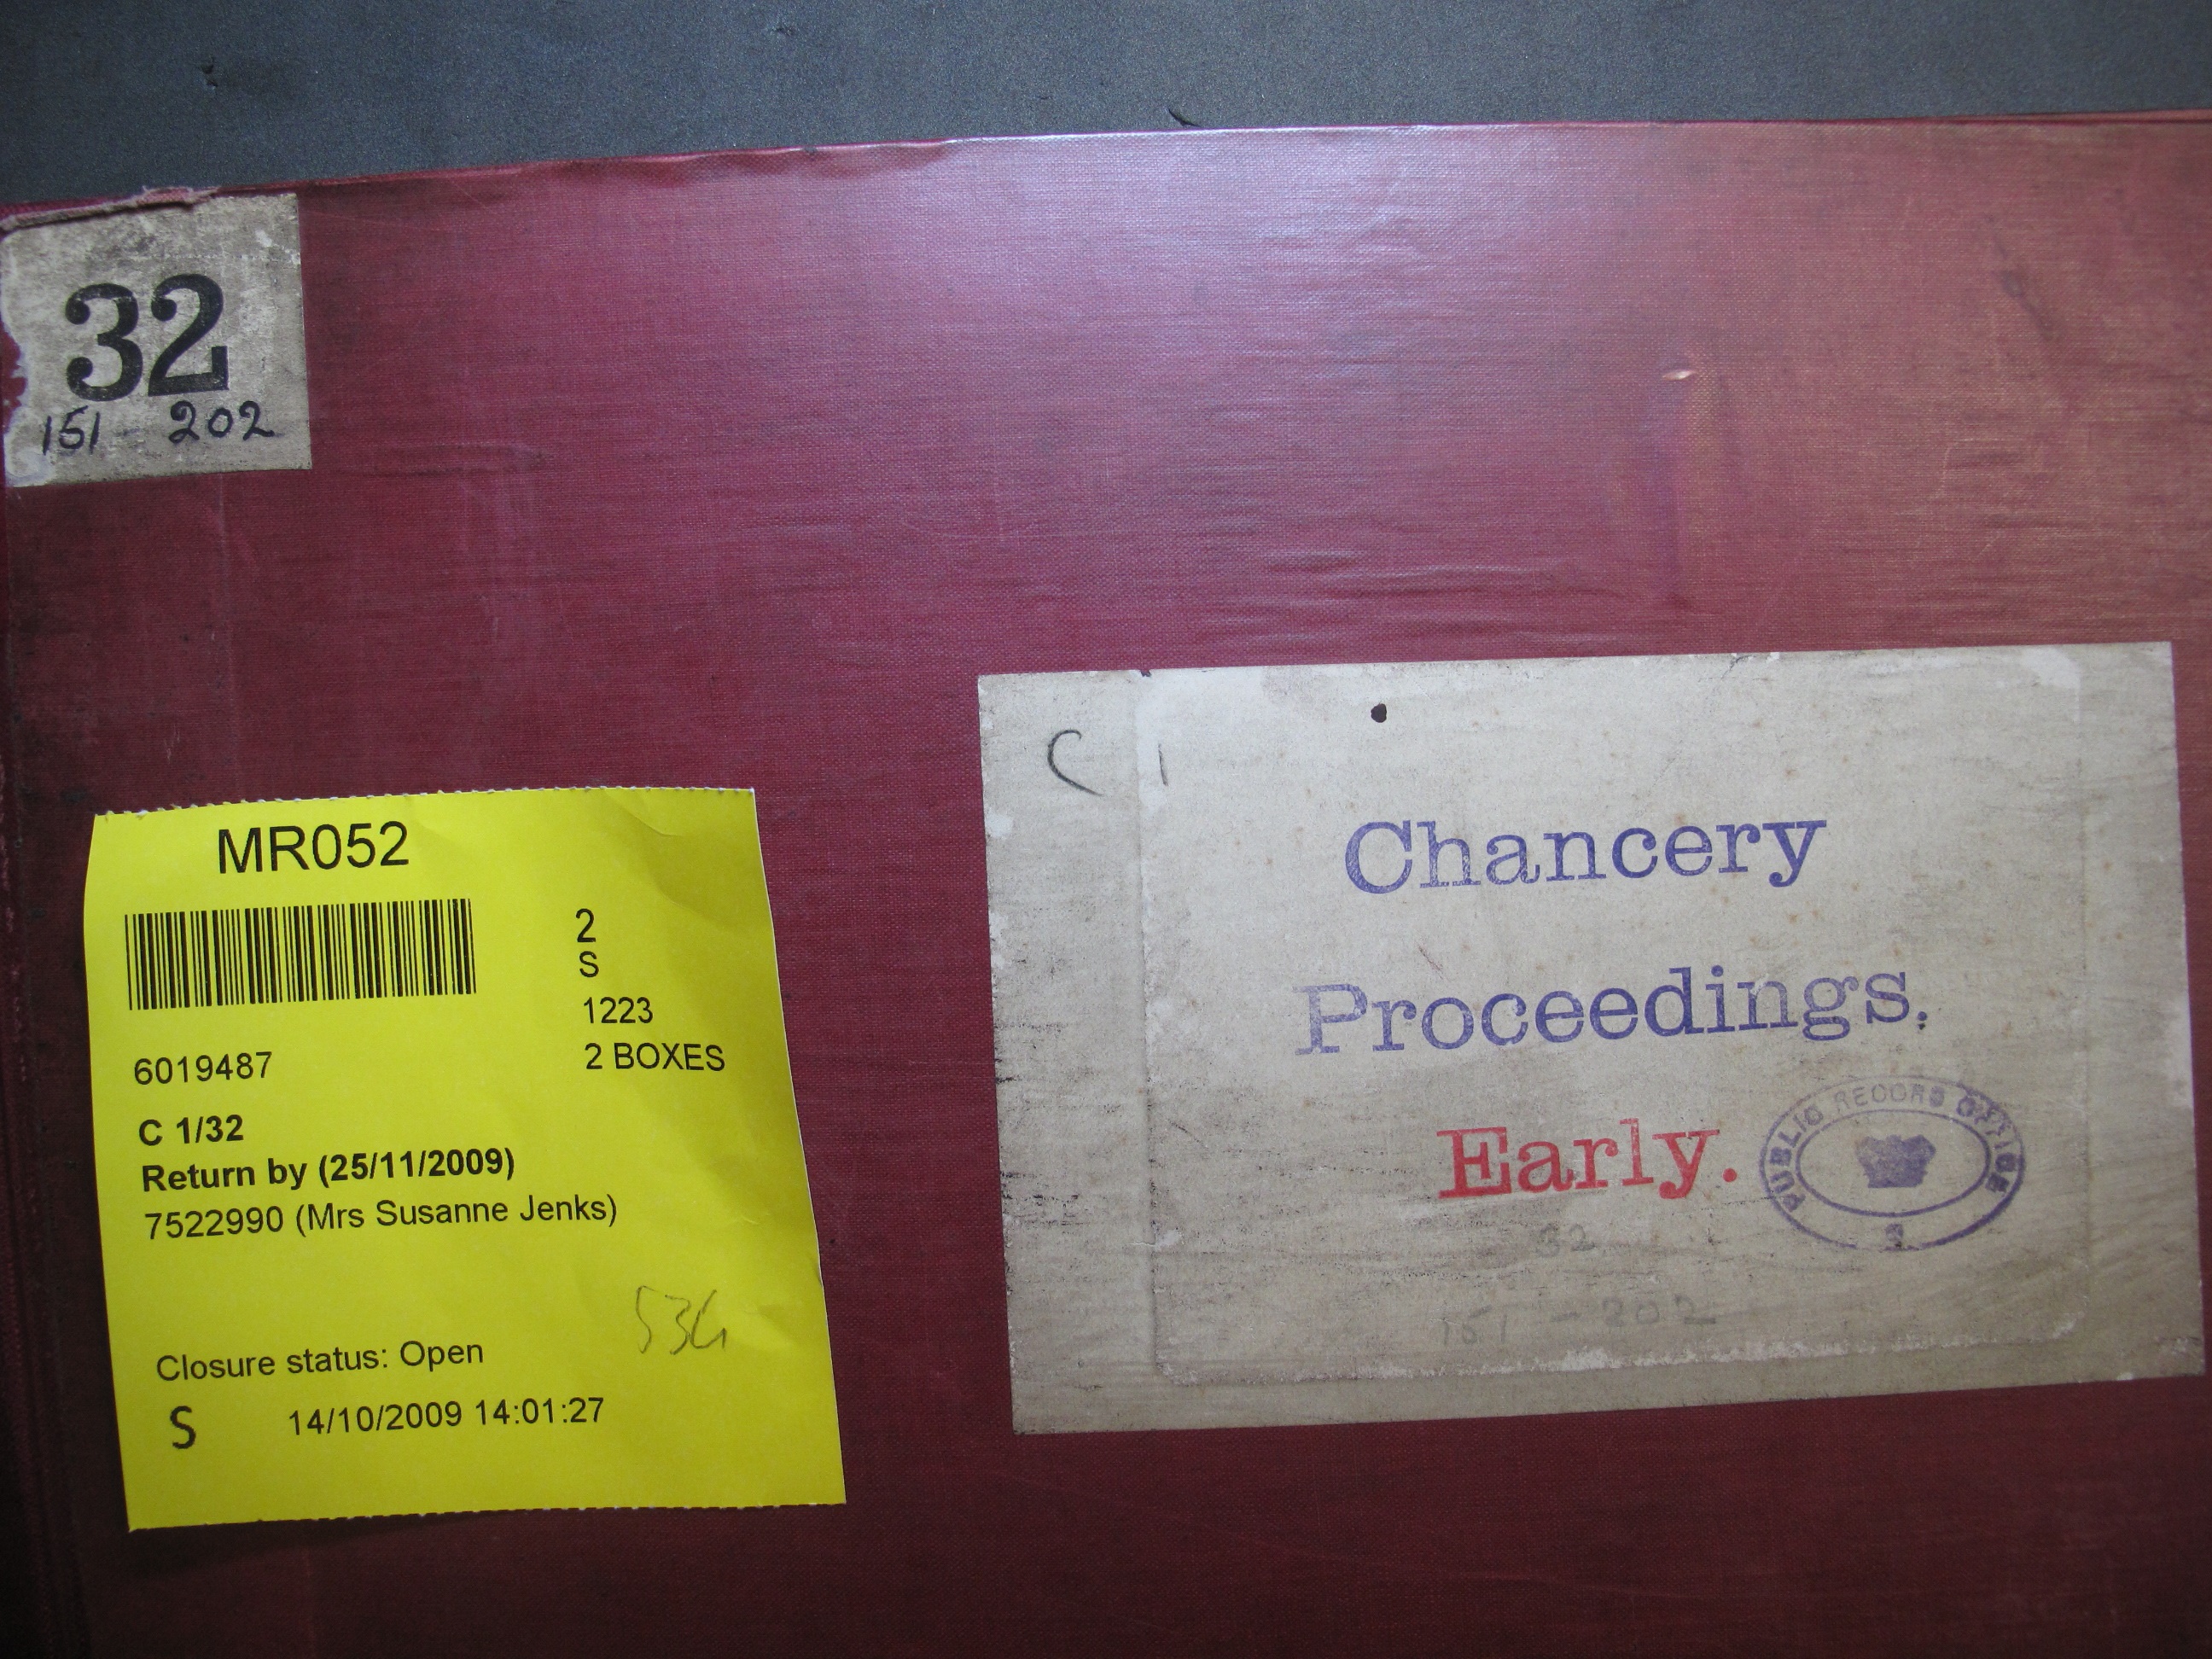 32
151 - 202
MR052
2
S
1223
2 BOXES
6019487
C 1/32
Return by (25/11/2009)
7522990 (Mrs Susanne Jenks)
Closure status: Open
S 14/10/2009 14:01:27
C 1
Chancery
Proceedings.
Early.
PUBLIC RECORD OFFICE
32
151 - 202